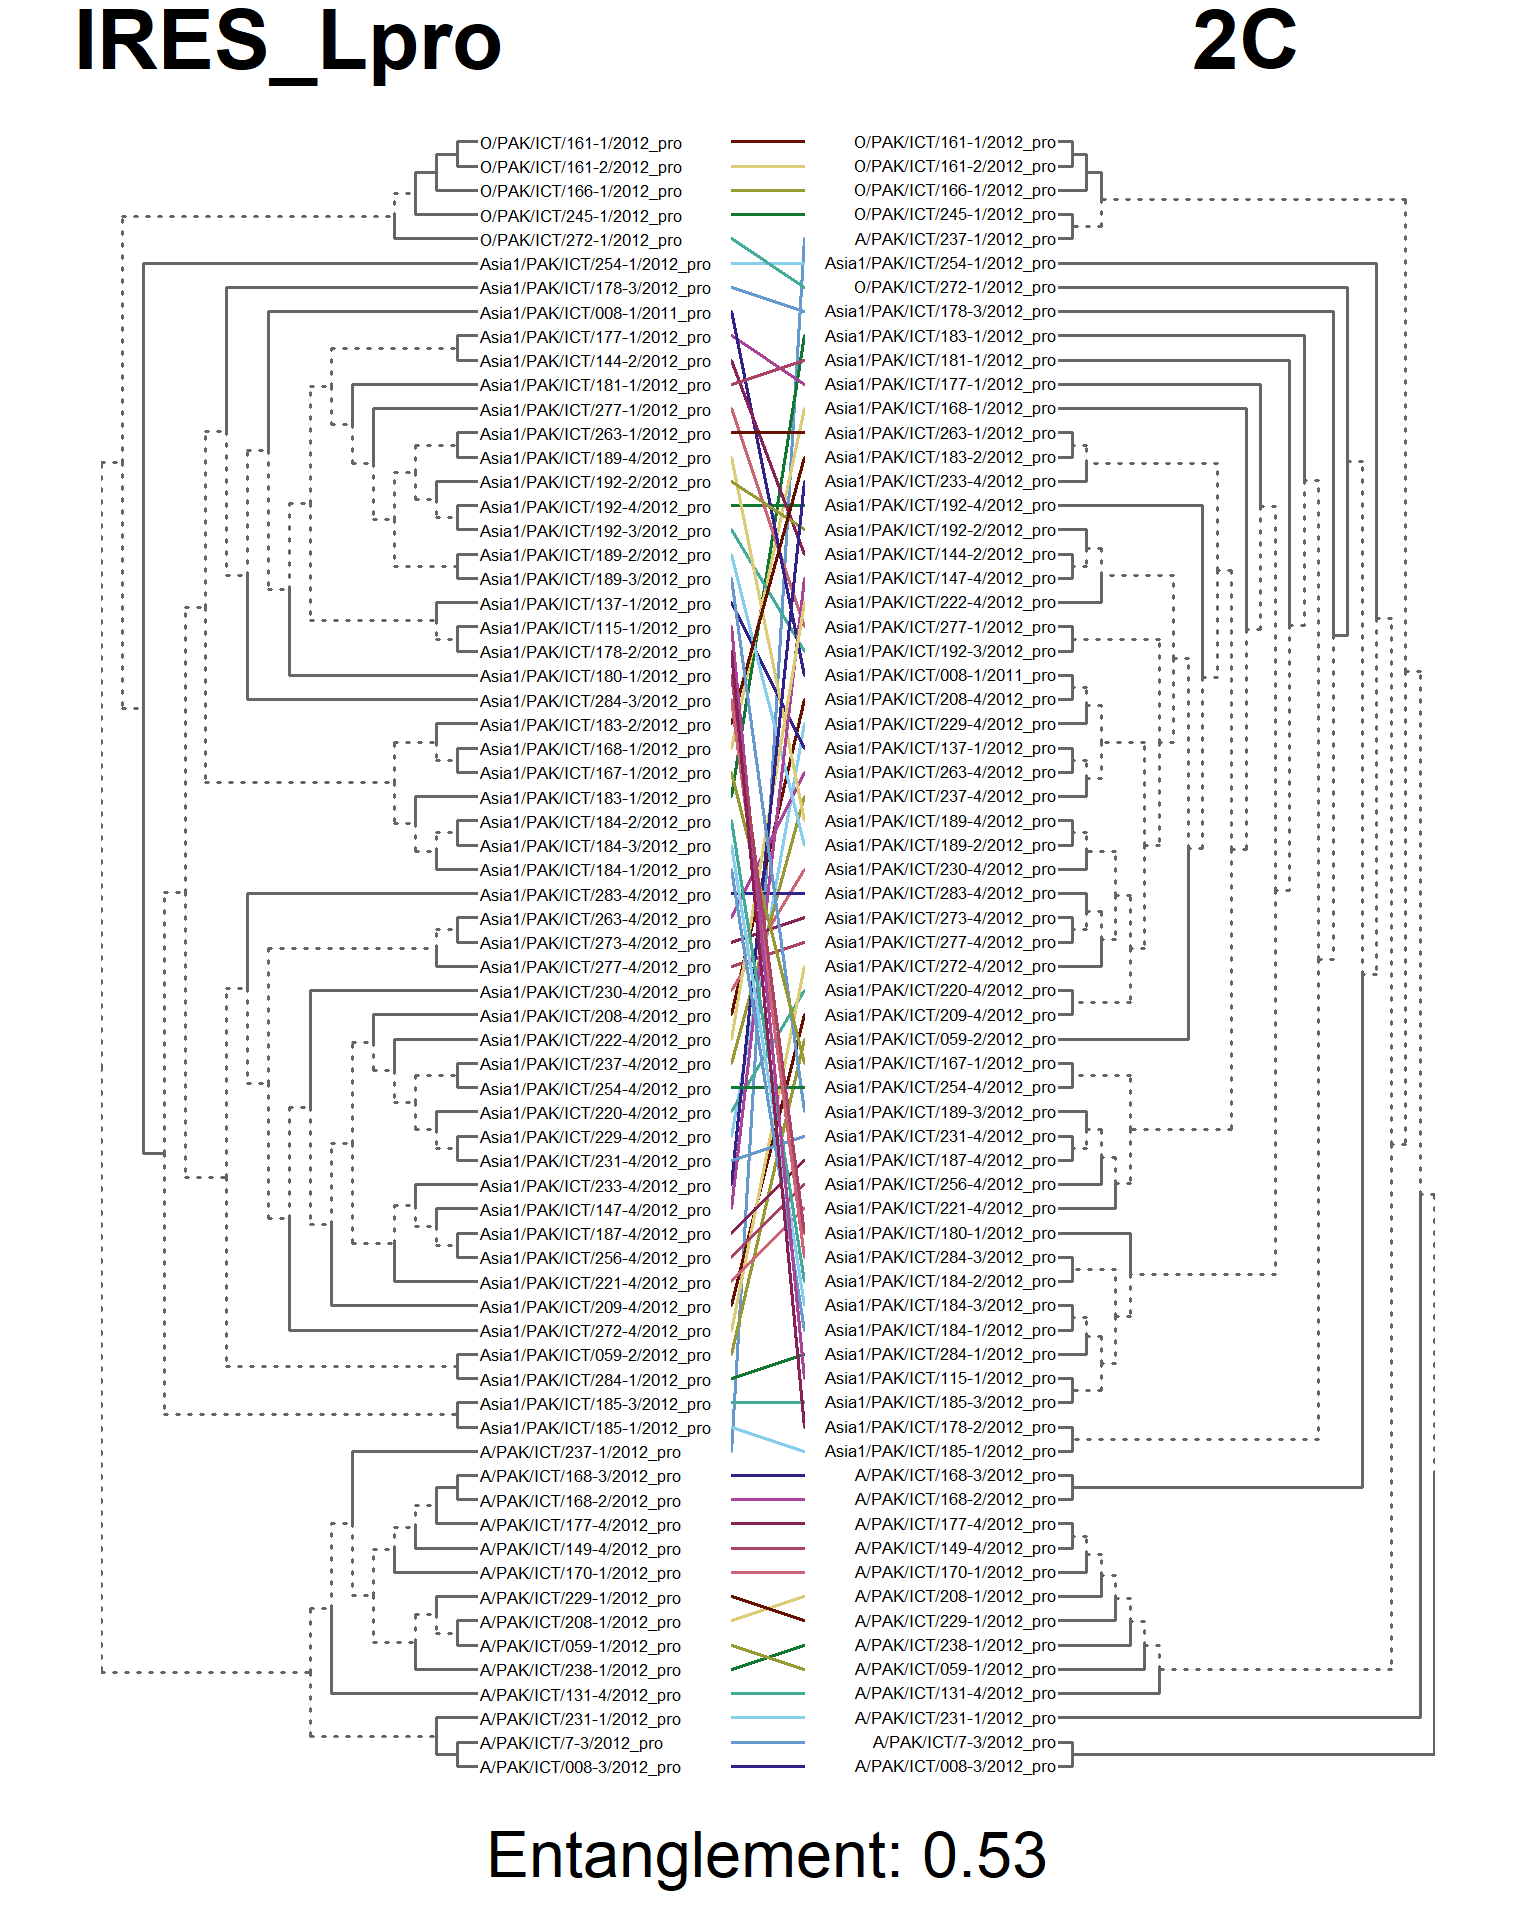 IRES_Lpro 2C
O/PAK/ICT/161-1/2012_pro O/PAK/ICT/161-1/2012_pro
O/PAK/ICT/161-2/2012_pro O/PAK/ICT/161-2/2012_pro
O/PAK/ICT/166-1/2012_pro O/PAK/ICT/166-1/2012_pro
O/PAK/ICT/245-1/2012_pro O/PAK/ICT/245-1/2012_pro
O/PAK/ICT/272-1/2012_pro A/PAK/ICT/237-1/2012_pro
Asia1/PAK/ICT/254-1/2012_pro Asia1/PAK/ICT/254-1/2012_pro
Asia1/PAK/ICT/178-3/2012_pro O/PAK/ICT/272-1/2012_pro
Asia1/PAK/ICT/008-1/2011_pro Asia1/PAK/ICT/178-3/2012_pro
Asia1/PAK/ICT/177-1/2012_pro Asia1/PAK/ICT/183-1/2012_pro
Asia1/PAK/ICT/144-2/2012_pro Asia1/PAK/ICT/181-1/2012_pro
Asia1/PAK/ICT/181-1/2012_pro Asia1/PAK/ICT/177-1/2012_pro
Asia1/PAK/ICT/277-1/2012_pro Asia1/PAK/ICT/168-1/2012_pro
Asia1/PAK/ICT/263-1/2012_pro Asia1/PAK/ICT/263-1/2012_pro
Asia1/PAK/ICT/189-4/2012_pro Asia1/PAK/ICT/183-2/2012_pro
Asia1/PAK/ICT/192-2/2012_pro Asia1/PAK/ICT/233-4/2012_pro
Asia1/PAK/ICT/192-4/2012_pro Asia1/PAK/ICT/192-4/2012_pro
Asia1/PAK/ICT/192-3/2012_pro Asia1/PAK/ICT/192-2/2012_pro
Asia1/PAK/ICT/189-2/2012_pro Asia1/PAK/ICT/144-2/2012_pro
Asia1/PAK/ICT/189-3/2012_pro Asia1/PAK/ICT/147-4/2012_pro
Asia1/PAK/ICT/137-1/2012_pro Asia1/PAK/ICT/222-4/2012_pro
Asia1/PAK/ICT/115-1/2012_pro Asia1/PAK/ICT/277-1/2012_pro
Asia1/PAK/ICT/178-2/2012_pro Asia1/PAK/ICT/192-3/2012_pro
Asia1/PAK/ICT/180-1/2012_pro Asia1/PAK/ICT/008-1/2011_pro
Asia1/PAK/ICT/284-3/2012_pro Asia1/PAK/ICT/208-4/2012_pro
Asia1/PAK/ICT/183-2/2012_pro Asia1/PAK/ICT/229-4/2012_pro
Asia1/PAK/ICT/168-1/2012_pro Asia1/PAK/ICT/137-1/2012_pro
Asia1/PAK/ICT/167-1/2012_pro Asia1/PAK/ICT/263-4/2012_pro
Asia1/PAK/ICT/183-1/2012_pro Asia1/PAK/ICT/237-4/2012_pro
Asia1/PAK/ICT/184-2/2012_pro Asia1/PAK/ICT/189-4/2012_pro
Asia1/PAK/ICT/184-3/2012_pro Asia1/PAK/ICT/189-2/2012_pro
Asia1/PAK/ICT/184-1/2012_pro Asia1/PAK/ICT/230-4/2012_pro
Asia1/PAK/ICT/283-4/2012_pro Asia1/PAK/ICT/283-4/2012_pro
Asia1/PAK/ICT/263-4/2012_pro Asia1/PAK/ICT/273-4/2012_pro
Asia1/PAK/ICT/273-4/2012_pro Asia1/PAK/ICT/277-4/2012_pro
Asia1/PAK/ICT/277-4/2012_pro Asia1/PAK/ICT/272-4/2012_pro
Asia1/PAK/ICT/230-4/2012_pro Asia1/PAK/ICT/220-4/2012_pro
Asia1/PAK/ICT/208-4/2012_pro Asia1/PAK/ICT/209-4/2012_pro
Asia1/PAK/ICT/222-4/2012_pro Asia1/PAK/ICT/059-2/2012_pro
Asia1/PAK/ICT/237-4/2012_pro Asia1/PAK/ICT/167-1/2012_pro
Asia1/PAK/ICT/254-4/2012_pro Asia1/PAK/ICT/254-4/2012_pro
Asia1/PAK/ICT/220-4/2012_pro Asia1/PAK/ICT/189-3/2012_pro
Asia1/PAK/ICT/229-4/2012_pro Asia1/PAK/ICT/231-4/2012_pro
Asia1/PAK/ICT/231-4/2012_pro Asia1/PAK/ICT/187-4/2012_pro
Asia1/PAK/ICT/233-4/2012_pro Asia1/PAK/ICT/256-4/2012_pro
Asia1/PAK/ICT/147-4/2012_pro Asia1/PAK/ICT/221-4/2012_pro
Asia1/PAK/ICT/187-4/2012_pro Asia1/PAK/ICT/180-1/2012_pro
Asia1/PAK/ICT/256-4/2012_pro Asia1/PAK/ICT/284-3/2012_pro
Asia1/PAK/ICT/221-4/2012_pro Asia1/PAK/ICT/184-2/2012_pro
Asia1/PAK/ICT/209-4/2012_pro Asia1/PAK/ICT/184-3/2012_pro
Asia1/PAK/ICT/272-4/2012_pro Asia1/PAK/ICT/184-1/2012_pro
Asia1/PAK/ICT/059-2/2012_pro Asia1/PAK/ICT/284-1/2012_pro
Asia1/PAK/ICT/284-1/2012_pro Asia1/PAK/ICT/115-1/2012_pro
Asia1/PAK/ICT/185-3/2012_pro Asia1/PAK/ICT/185-3/2012_pro
Asia1/PAK/ICT/185-1/2012_pro Asia1/PAK/ICT/178-2/2012_pro
A/PAK/ICT/237-1/2012_pro Asia1/PAK/ICT/185-1/2012_pro
A/PAK/ICT/168-3/2012_pro A/PAK/ICT/168-3/2012_pro
A/PAK/ICT/168-2/2012_pro A/PAK/ICT/168-2/2012_pro
A/PAK/ICT/177-4/2012_pro A/PAK/ICT/177-4/2012_pro
A/PAK/ICT/149-4/2012_pro A/PAK/ICT/149-4/2012_pro
A/PAK/ICT/170-1/2012_pro A/PAK/ICT/170-1/2012_pro
A/PAK/ICT/229-1/2012_pro A/PAK/ICT/208-1/2012_pro
A/PAK/ICT/208-1/2012_pro A/PAK/ICT/229-1/2012_pro
A/PAK/ICT/059-1/2012_pro A/PAK/ICT/238-1/2012_pro
A/PAK/ICT/238-1/2012_pro A/PAK/ICT/059-1/2012_pro
A/PAK/ICT/131-4/2012_pro A/PAK/ICT/131-4/2012_pro
A/PAK/ICT/231-1/2012_pro A/PAK/ICT/231-1/2012_pro
A/PAK/ICT/7-3/2012_pro A/PAK/ICT/7-3/2012_pro
A/PAK/ICT/008-3/2012_pro A/PAK/ICT/008-3/2012_pro
Entanglement: 0.53